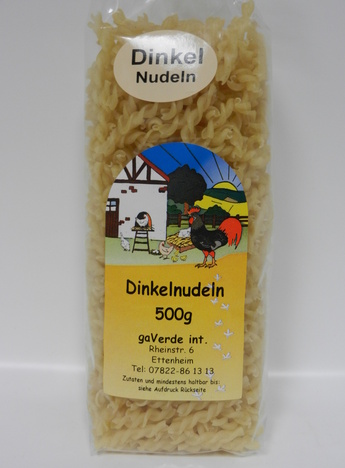 Dinkel
Nudeln
Dinkelnudeln
500g
gaVerde int.
Rheinstr. 6
Ettenheim
Tel: 07822-86 13 13
Zutaten und mindestens haltbar bis:
siehe Aufdruck Rückseite